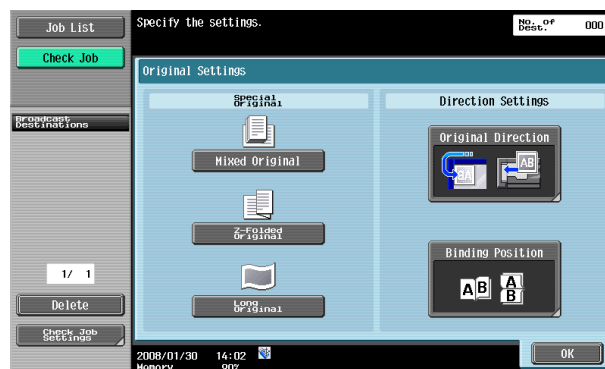 Job List
Specify the settings.
No. of
Dest.
000
Check Job
Original Settings
Special
Original
Direction Settings
Broadcast
Destinations
Original Direction
Mixed Original
Z-Folded
Original
Binding Position
1/ 1
Delete
Long
Original
Check Job
Settings
2008/01/30 14:02
Memory 90%
OK